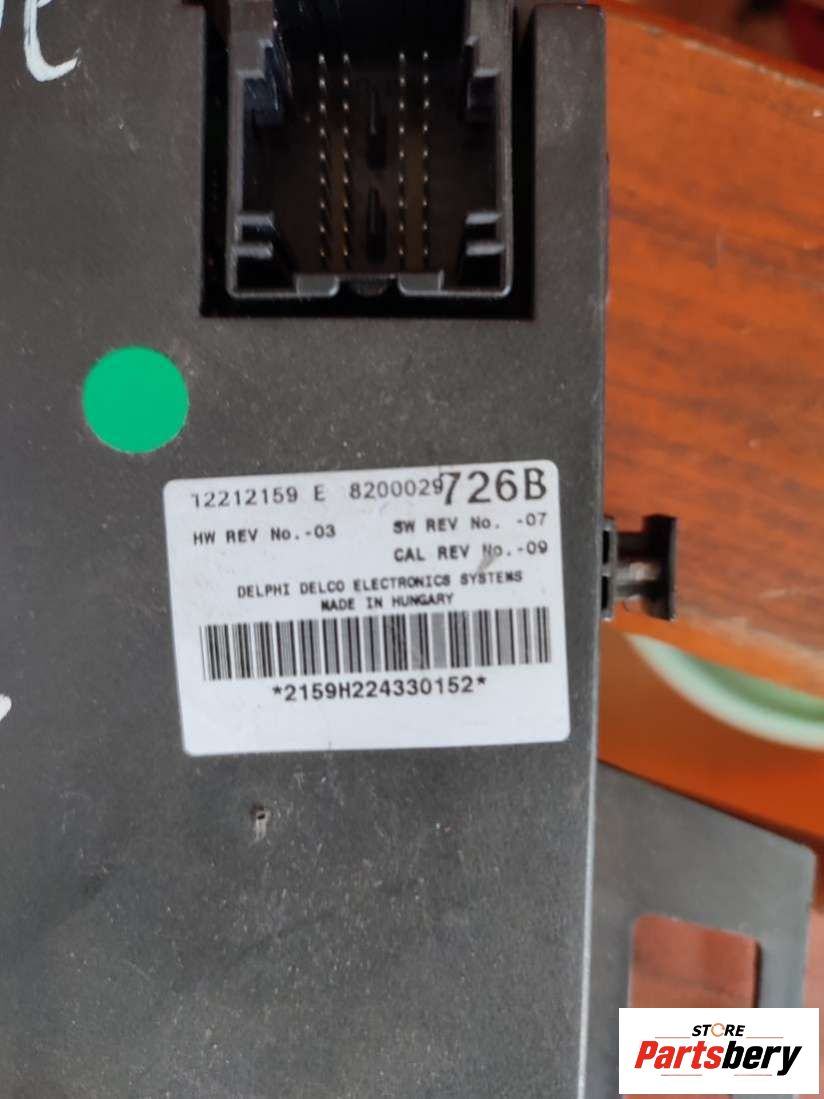 12212159 E 8200029726B
HW REV No.-03 SW REV No. -07
CAL REV No.-09
DELPHI DELCO ELECTRONICS SYSTEMS
MADE IN HUNGARY
*2159H224330152*
STORE
Partsbery